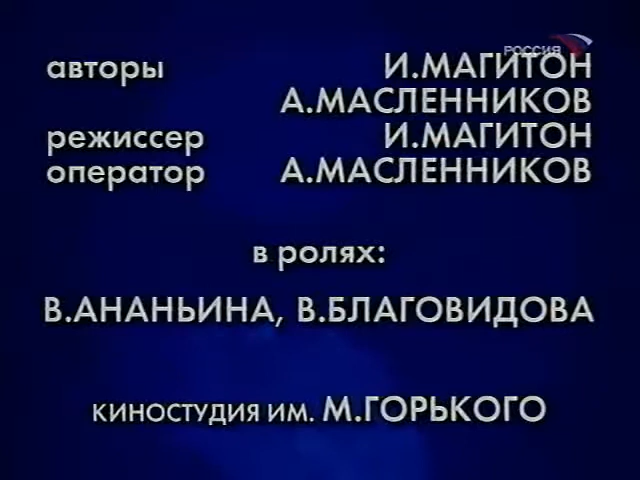 РОССИЯ
авторы И.МАГИТОН
А.МАСЛЕННИКОВ
режиссер И.МАГИТОН
оператор А.МАСЛЕННИКОВ
в ролях:
В.АНАНЬИНА, В.БЛАГОВИДОВА
КИНОСТУДИЯ ИМ. М.ГОРЬКОГО